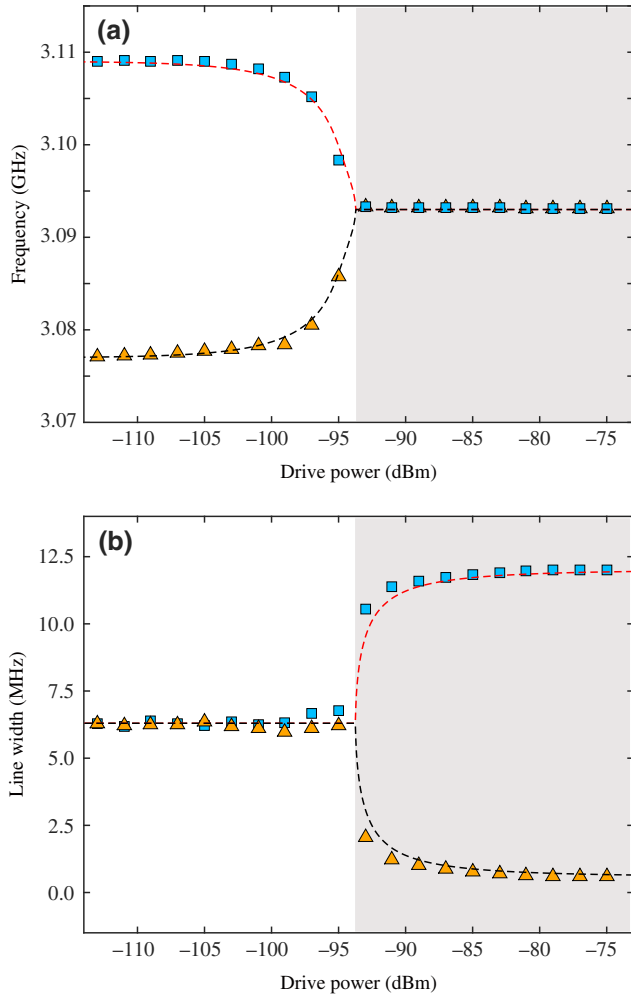 (a)
Frequency (GHz)
3.11
3.10
3.09
3.08
3.07
−110 −105 −100 −95 −90 −85 −80 −75
Drive power (dBm)
(b)
Line width (MHz)
12.5
10.0
7.5
5.0
2.5
0.0
−110 −105 −100 −95 −90 −85 −80 −75
Drive power (dBm)